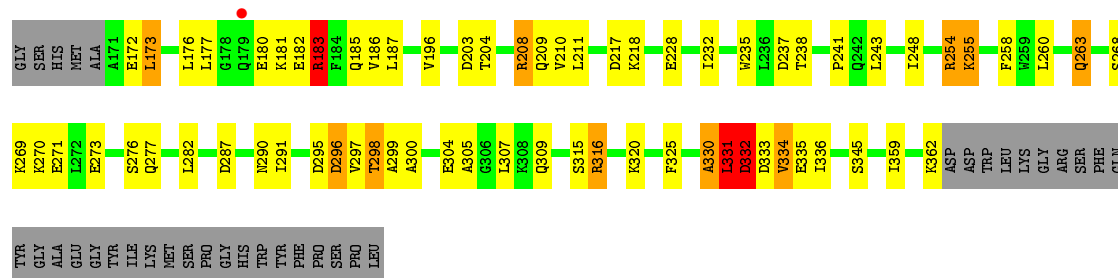 GLY SER HIS MET ALA A171 E172 L173 L176 L177 G178 Q179 E180 K181 E182 R183 F184 Q185 V186 L187 V196 D203 T204 R208 Q209 V210 L211 D217 K218 E228 I232 W235 L236 D237 T238 P241 Q242 L243 I248 R254 K255 F258 W259 L260 Q263 S268
K269 K270 E271 L272 E273 S276 Q277 L282 D287 N290 I291 D295 D296 V297 T298 A299 A300 E304 A305 G306 L307 K308 Q309 S315 R316 K320 F325 A330 L331 D332 D333 V334 E335 I336 S345 I359 K362 ASP ASP TRP LEU LYS GLY ARG SER PHE GLN
TYR GLY ALA GLU GLY TYR ILE LYS MET SER PRO GLY HIS TRP TYR PHE PRO SER PRO LEU